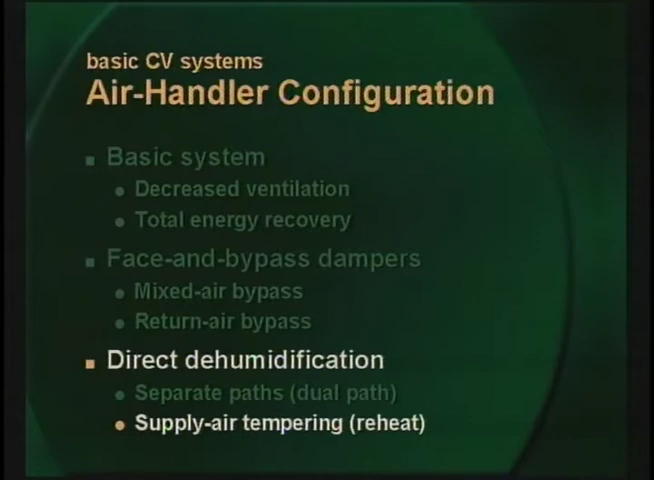 basic CV systems
Air-Handler Configuration
Basic system
Decreased ventilation
Total energy recovery
Face-and-bypass dampers
Mixed-air bypass
Return-air bypass
Direct dehumidification
Separate paths (dual path)
Supply-air tempering (reheat)